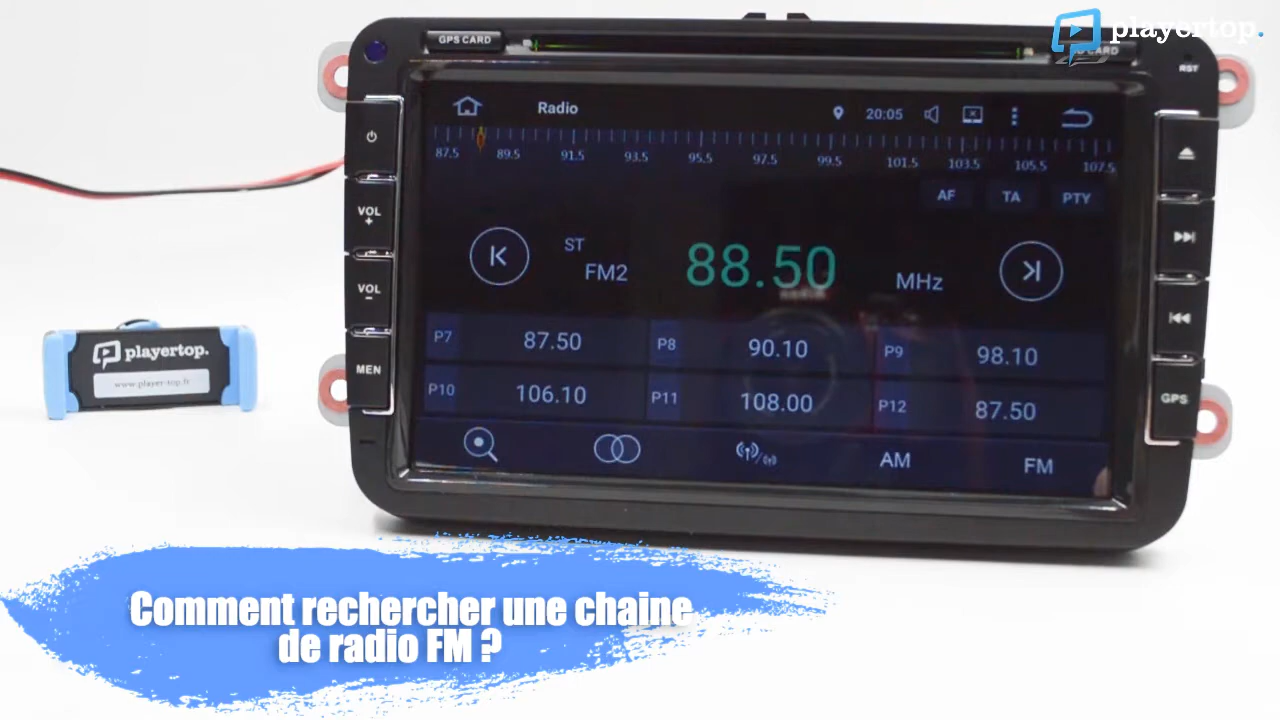 GPS CARD
playertop.
CARD
RST
Radio
20:05
87.5 89.5 91.5 93.5 95.5 97.5 99.5 101.5 103.5 105.5 107.5
AF TA PTY
VOL
+
ST
FM2
88.50
MHz
VOL
-
P7 87.50 P8 90.10 P9 98.10
MEN
GPS
P10 106.10 P11 108.00 P12 87.50
AM FM
playertop.
www.player-top.fr
Comment rechercher une chaine
de radio FM ?